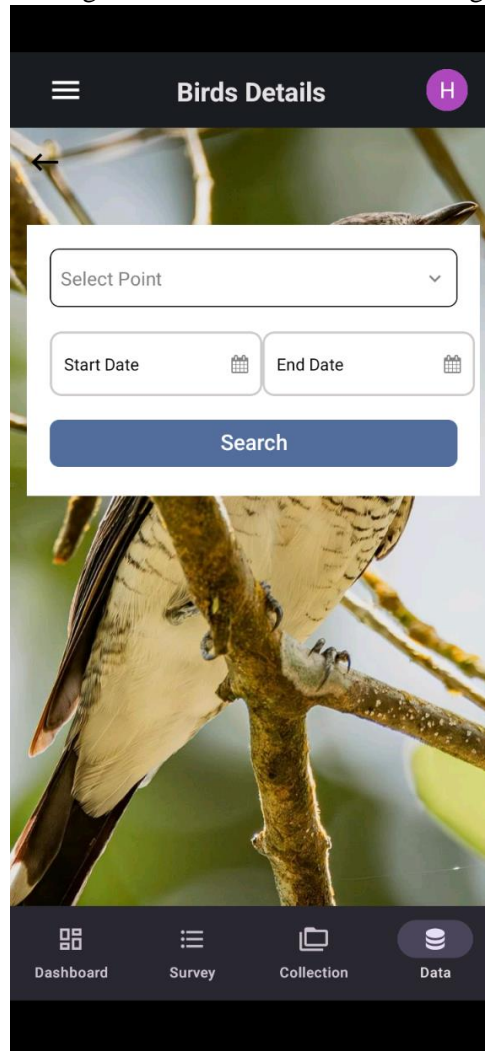 Birds Details
H
Select Point
Start Date
End Date
Search
Dashboard
Survey
Collection
Data